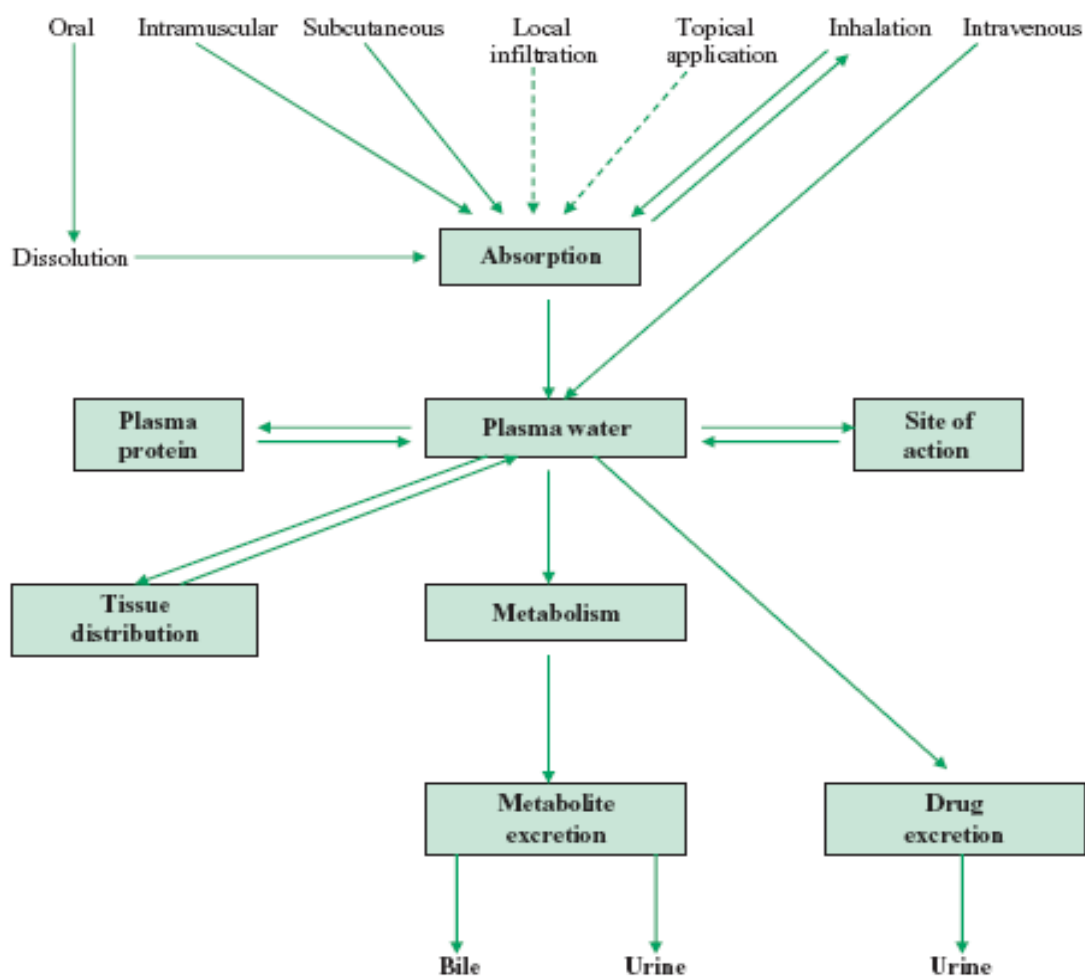 Oral
Intramuscular
Subcutaneous
Local
infiltration
Topical
application
Inhalation
Intravenous
Dissolution
Absorption
Plasma
protein
Plasma water
Site of
action
Tissue
distribution
Metabolism
Metabolite
excretion
Drug
excretion
Bile
Urine
Urine